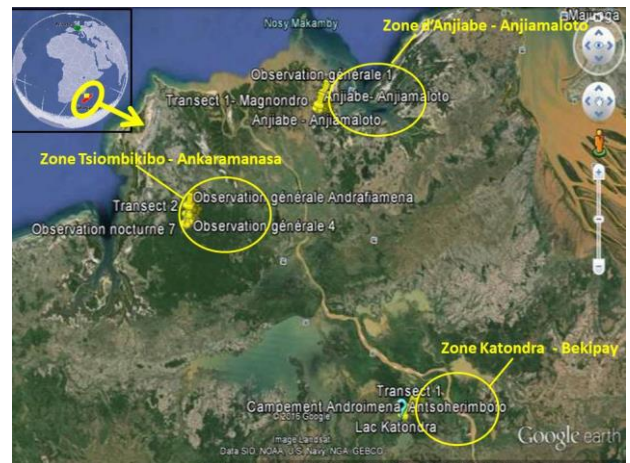 Majunga
Zone d'Anjiabe - Anjiamaloto
Nosy Makamby
Observation générale 1
Transect 1- Magnondro
Anjiabe- Anjiamaloto
Anjiabe - Anjiamaloto
Zone Tsiombikibo - Ankaramanasa
Observation générale Andrafiamena
Transect 2
Observation nocturne 7
Observation générale 4
Zone Katondra - Bekipay
Transect 1
Campement Androimena
Antsoherimboro
Lac Katondra
Google earth
Image Landsat
Data SIO, NOAA, U.S. Navy, NGA, GEBCO